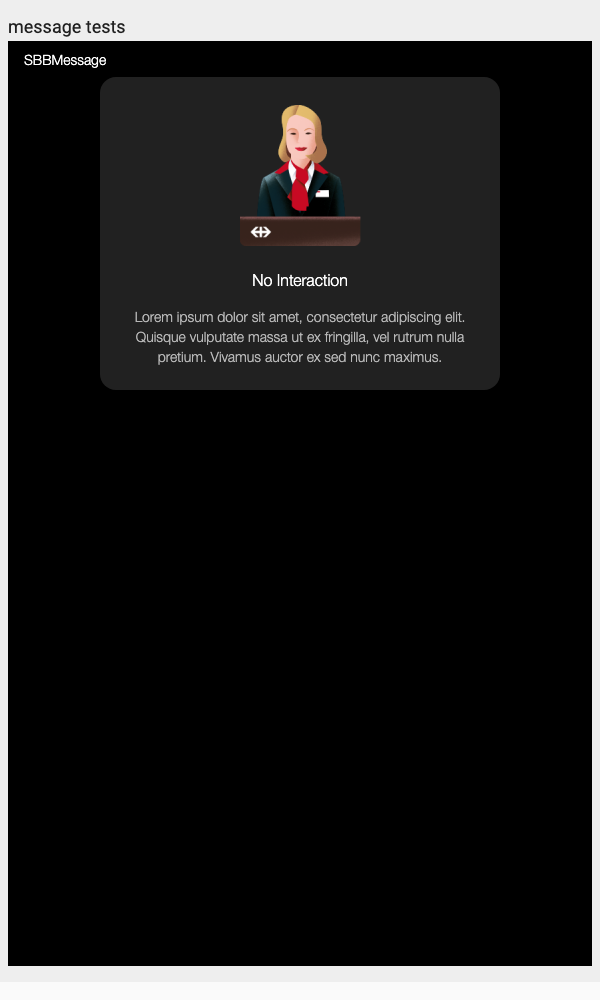 message tests
SBBMessage
No Interaction
Lorem ipsum dolor sit amet, consectetur adipiscing elit.
Quisque vulputate massa ut ex fringilla, vel rutrum nulla
pretium. Vivamus auctor ex sed nunc maximus.